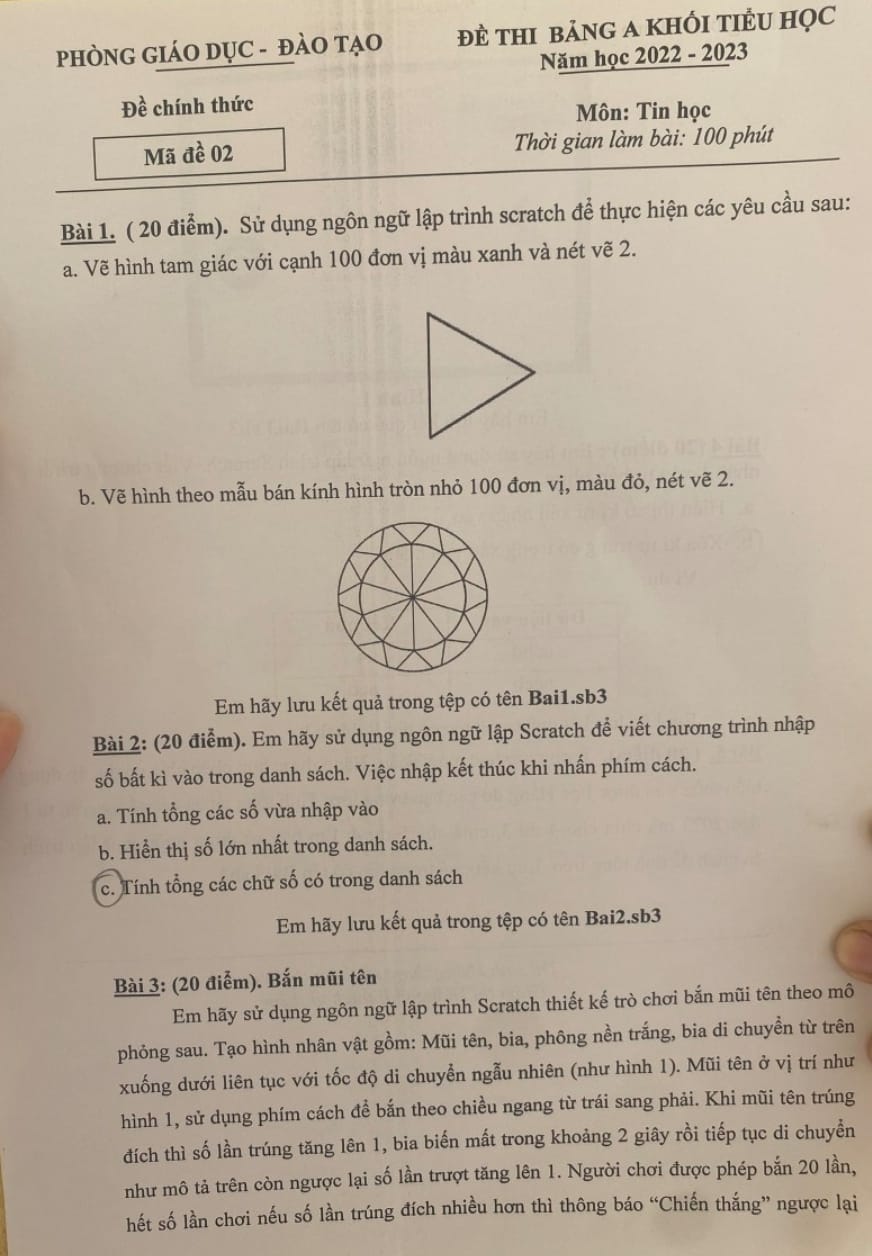 PHÒNG GIÁO DỤC - ĐÀO TẠO
ĐỀ THI BẢNG A KHỐI TIỂU HỌC
Năm học 2022 - 2023
Đề chính thức
Môn: Tin học
Mã đề 02
Thời gian làm bài: 100 phút
Bài 1. ( 20 điểm). Sử dụng ngôn ngữ lập trình scratch để thực hiện các yêu cầu sau:
a. Vẽ hình tam giác với cạnh 100 đơn vị màu xanh và nét vẽ 2.
b. Vẽ hình theo mẫu bán kính hình tròn nhỏ 100 đơn vị, màu đỏ, nét vẽ 2.
Em hãy lưu kết quả trong tệp có tên Bai1.sb3
Bài 2: (20 điểm). Em hãy sử dụng ngôn ngữ lập Scratch để viết chương trình nhập
số bất kì vào trong danh sách. Việc nhập kết thúc khi nhấn phím cách.
a. Tính tổng các số vừa nhập vào
b. Hiển thị số lớn nhất trong danh sách.
c. Tính tổng các chữ số có trong danh sách
Em hãy lưu kết quả trong tệp có tên Bai2.sb3
Bài 3: (20 điểm). Bắn mũi tên
Em hãy sử dụng ngôn ngữ lập trình Scratch thiết kế trò chơi bắn mũi tên theo mô
phỏng sau. Tạo hình nhân vật gồm: Mũi tên, bia, phông nền trắng, bia di chuyển từ trên
xuống dưới liên tục với tốc độ di chuyển ngẫu nhiên (như hình 1). Mũi tên ở vị trí như
hình 1, sử dụng phím cách để bắn theo chiều ngang từ trái sang phải. Khi mũi tên trúng
đích thì số lần trúng tăng lên 1, bia biến mất trong khoảng 2 giây rồi tiếp tục di chuyển
như mô tả trên còn ngược lại số lần trượt tăng lên 1. Người chơi được phép bắn 20 lần,
hết số lần chơi nếu số lần trúng đích nhiều hơn thì thông báo “Chiến thắng” ngược lại